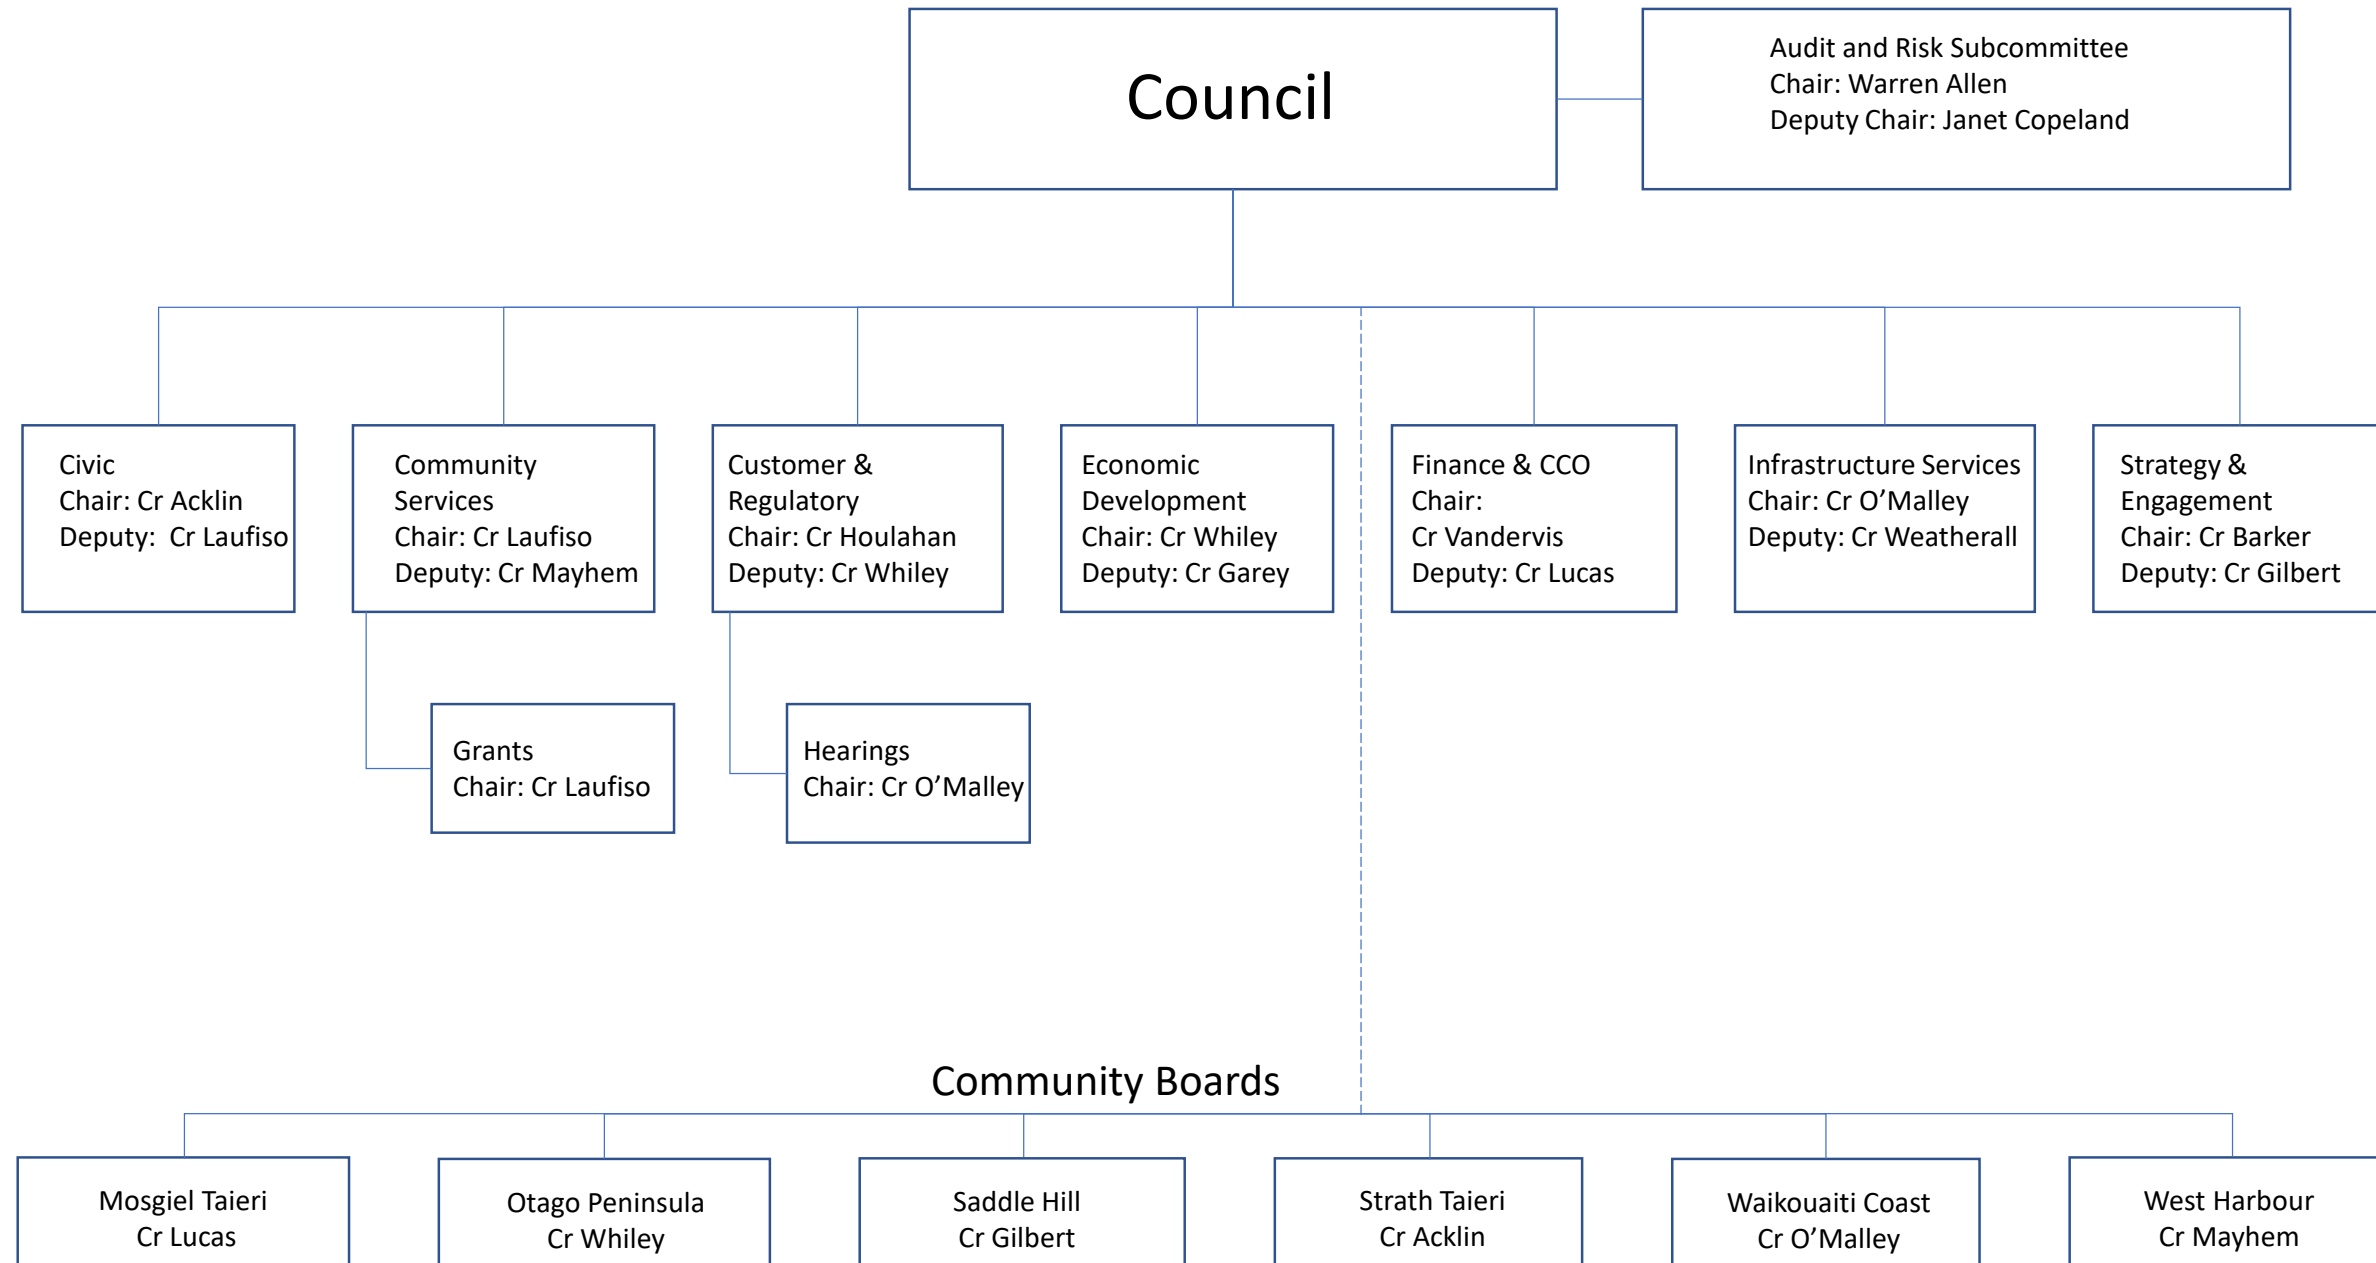 Council
Audit and Risk Subcommittee
Chair: Warren Allen
Deputy Chair: Janet Copeland
Civic
Chair: Cr Acklin
Deputy:  Cr Laufiso
Community
Services
Chair: Cr Laufiso
Deputy: Cr Mayhem
Customer &
Regulatory
Chair: Cr Houlahan
Deputy: Cr Whiley
Economic
Development
Chair: Cr Whiley
Deputy: Cr Garey
Finance & CCO
Chair:
Cr Vandervis
Deputy: Cr Lucas
Infrastructure Services
Chair: Cr O’Malley
Deputy: Cr Weatherall
Strategy &
Engagement
Chair: Cr Barker
Deputy: Cr Gilbert
Grants
Chair: Cr Laufiso
Hearings
Chair: Cr O’Malley
Community Boards
Mosgiel Taieri
Cr Lucas
Otago Peninsula
Cr Whiley
Saddle Hill
Cr Gilbert
Strath Taieri
Cr Acklin
Waikouaiti Coast
Cr O’Malley
West Harbour
Cr Mayhem